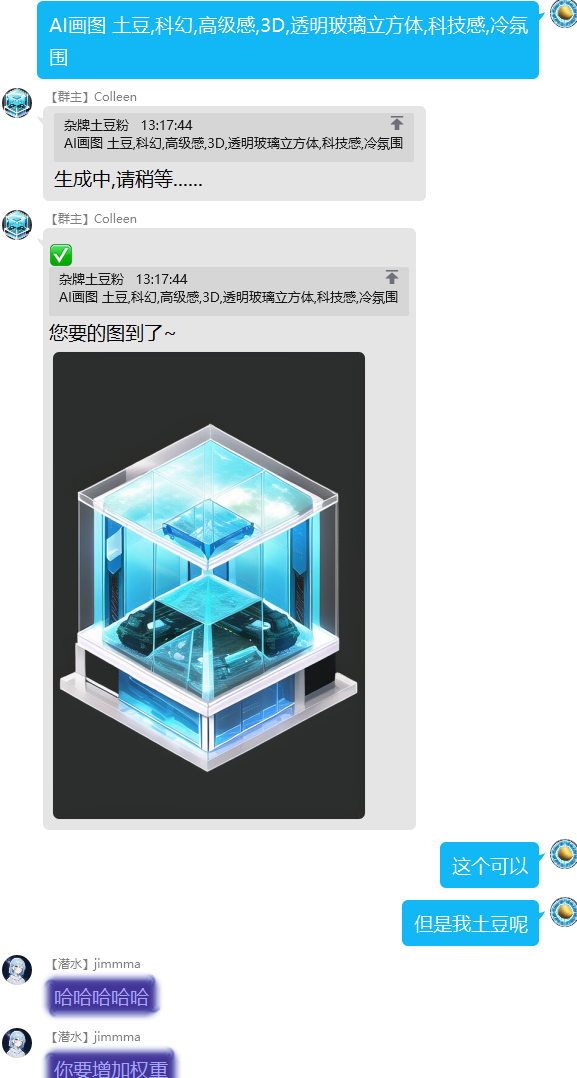 AI画图 土豆,科幻,高级感,3D,透明玻璃立方体,科技感,冷氛
围
【群主】Colleen
杂牌土豆粉 13:17:44
AI画图 土豆,科幻,高级感,3D,透明玻璃立方体,科技感,冷氛围
生成中,请稍等......
【群主】Colleen
杂牌土豆粉 13:17:44
AI画图 土豆,科幻,高级感,3D,透明玻璃立方体,科技感,冷氛围
您要的图到了~
这个可以
但是我土豆呢
【潜水】jimmma
哈哈哈哈哈
【潜水】jimmma
你要增加权重